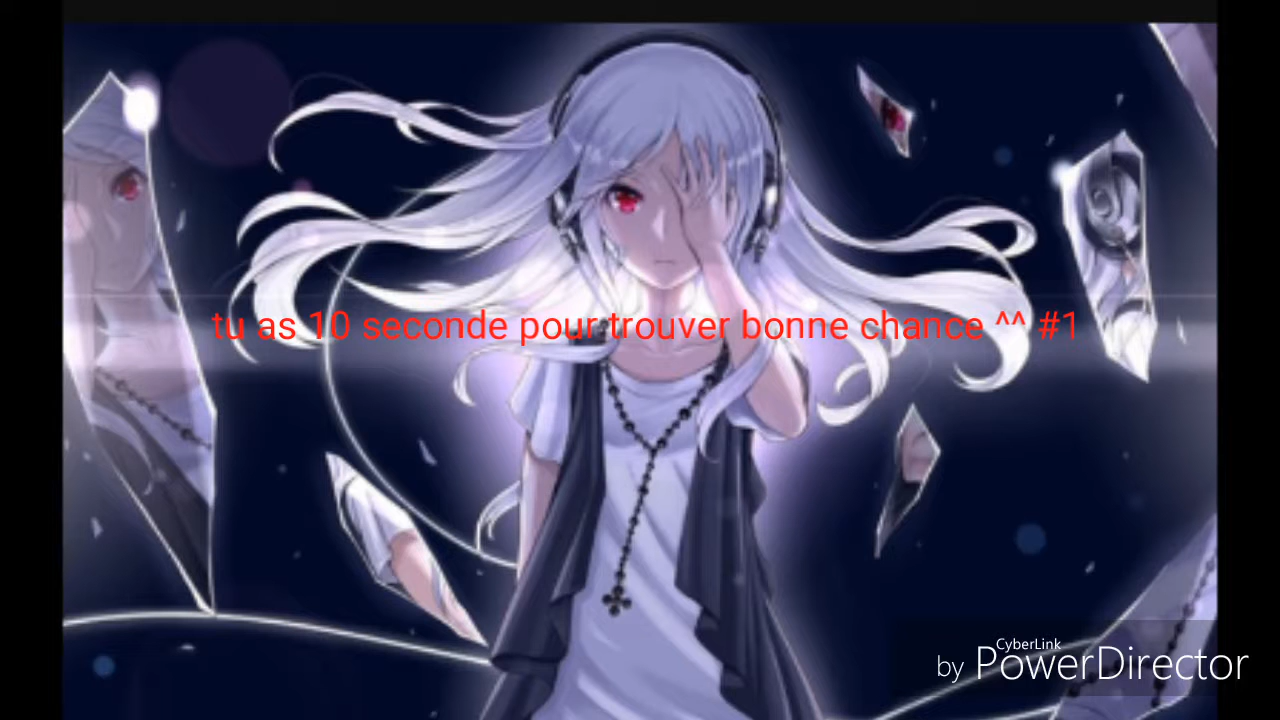 tu as 10 seconde pour trouver bonne chance ^^ #1
CyberLink
by PowerDirector